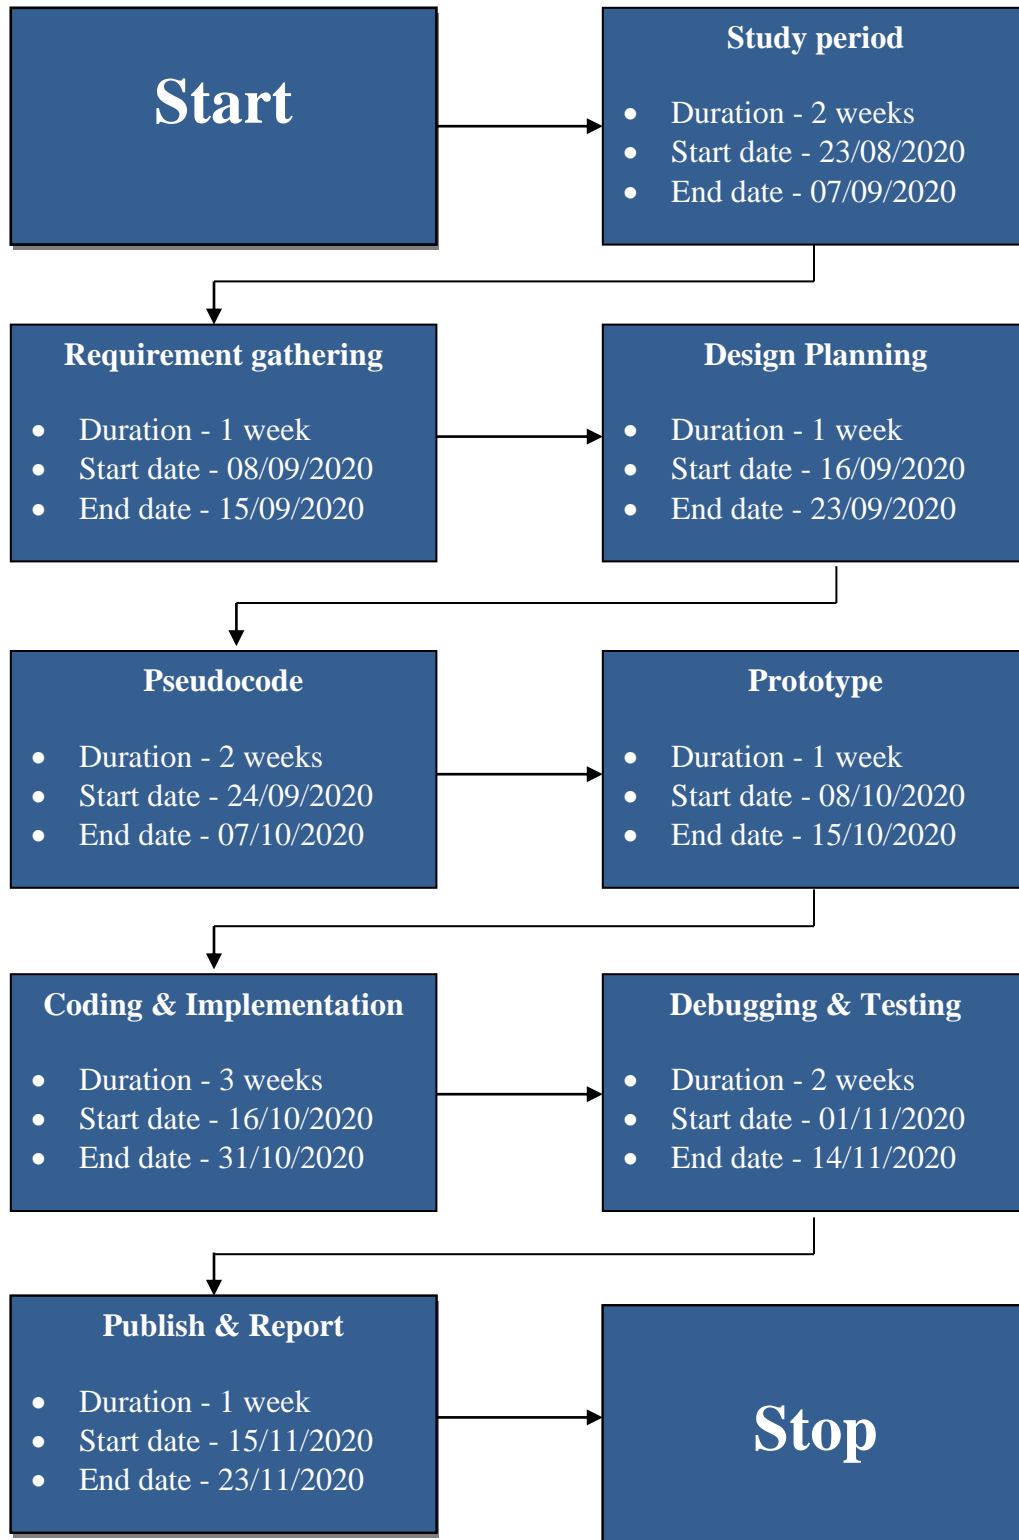 Start
Study period
• Duration - 2 weeks
• Start date - 23/08/2020
• End date - 07/09/2020
Requirement gathering
• Duration - 1 week
• Start date - 08/09/2020
• End date - 15/09/2020
Design Planning
• Duration - 1 week
• Start date - 16/09/2020
• End date - 23/09/2020
Pseudocode
• Duration - 2 weeks
• Start date - 24/09/2020
• End date - 07/10/2020
Prototype
• Duration - 1 week
• Start date - 08/10/2020
• End date - 15/10/2020
Coding & Implementation
• Duration - 3 weeks
• Start date - 16/10/2020
• End date - 31/10/2020
Debugging & Testing
• Duration - 2 weeks
• Start date - 01/11/2020
• End date - 14/11/2020
Publish & Report
• Duration - 1 week
• Start date - 15/11/2020
• End date - 23/11/2020
Stop